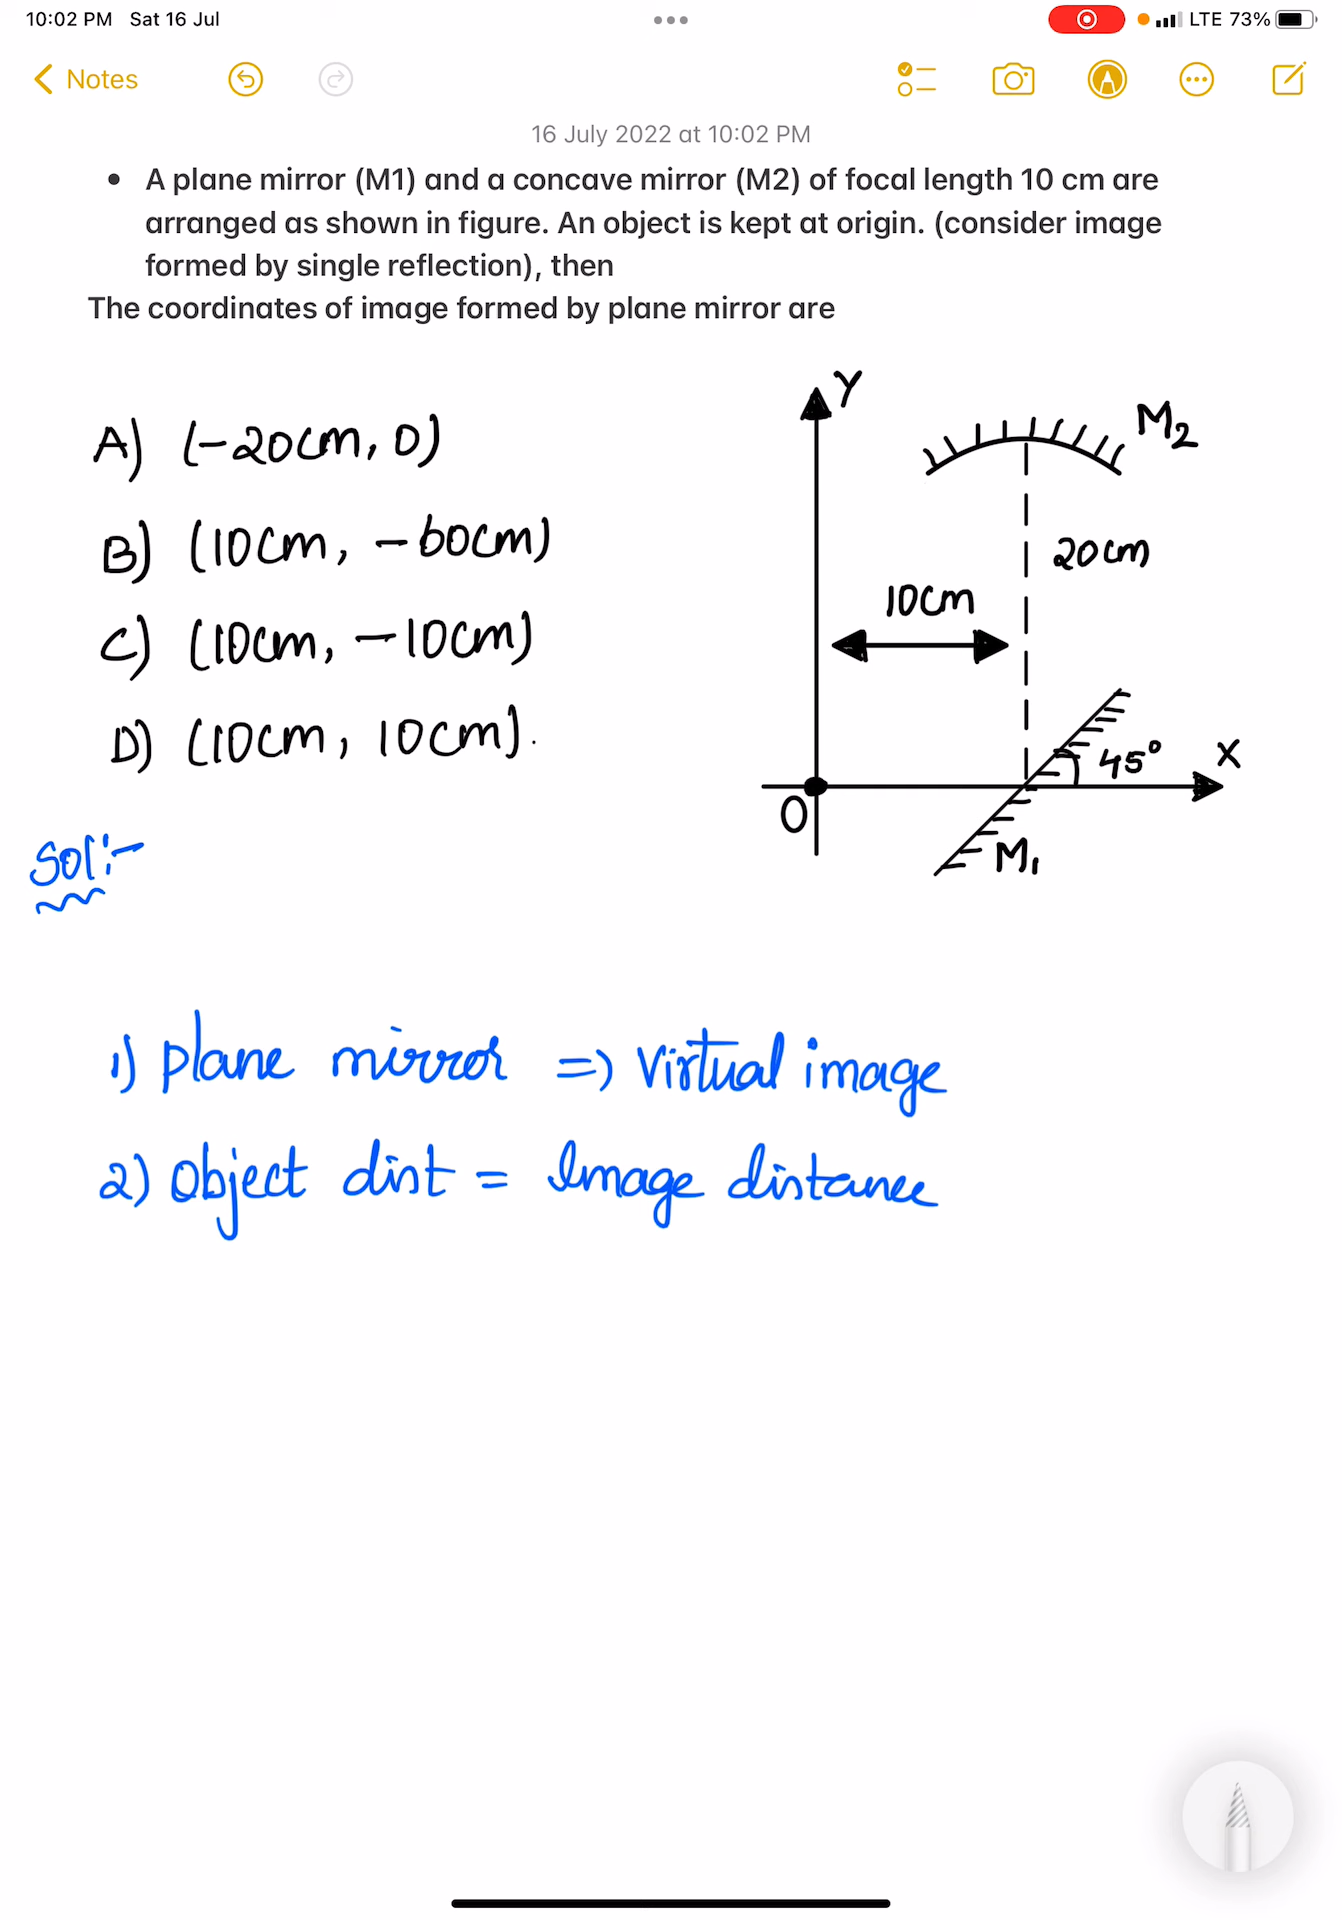 10:02 PM Sat 16 Jul
LTE 73%
Notes
16 July 2022 at 10:02 PM
• A plane mirror (M1) and a concave mirror (M2) of focal length 10 cm are
arranged as shown in figure. An object is kept at origin. (consider image
formed by single reflection), then
The coordinates of image formed by plane mirror are
Y
M2
A) (-20cm, 0)
B) (10cm, -60cm)
20cm
10cm
C) (10cm, -10cm)
D) (10cm, 10cm).
45°
X
O
M1
Sol:-
1) plane mirror => Virtual image
2) Object dist = Image distance